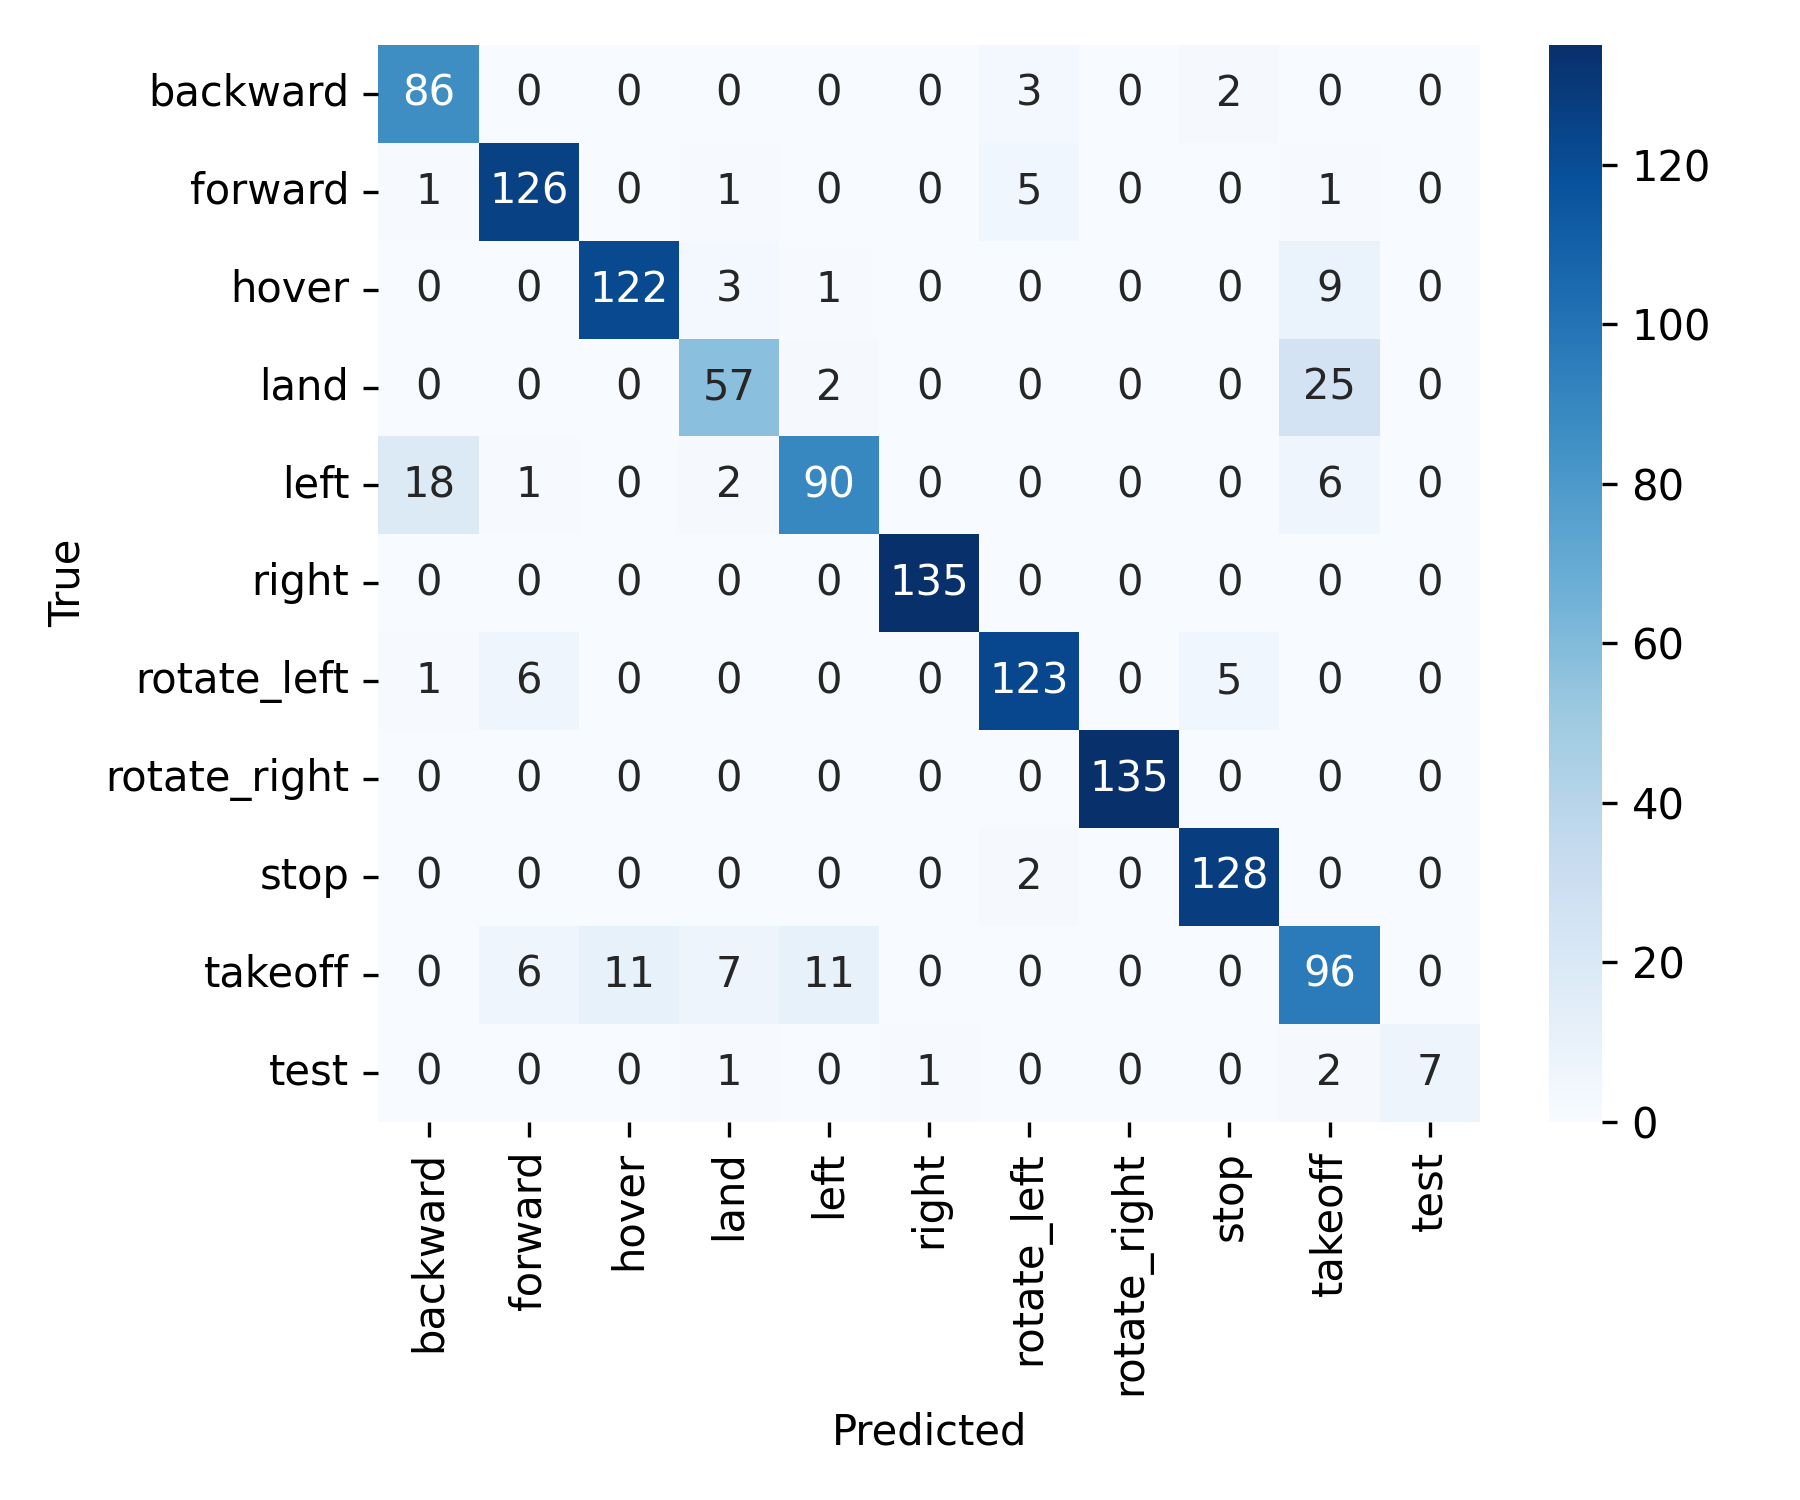 backward 86 0 0 0 0 0 3 0 2 0 0
forward 1 126 0 1 0 0 5 0 0 1 0
hover 0 0 122 3 1 0 0 0 0 9 0
land 0 0 0 57 2 0 0 0 0 25 0
left 18 1 0 2 90 0 0 0 0 6 0
right 0 0 0 0 0 135 0 0 0 0 0
rotate_left 1 6 0 0 0 0 123 0 5 0 0
rotate_right 0 0 0 0 0 0 0 135 0 0 0
stop 0 0 0 0 0 0 2 0 128 0 0
takeoff 0 6 11 7 11 0 0 0 0 96 0
test 0 0 0 1 0 1 0 0 0 2 7
True
backward forward hover land left right rotate_left rotate_right stop takeoff test
Predicted
120
100
80
60
40
20
0